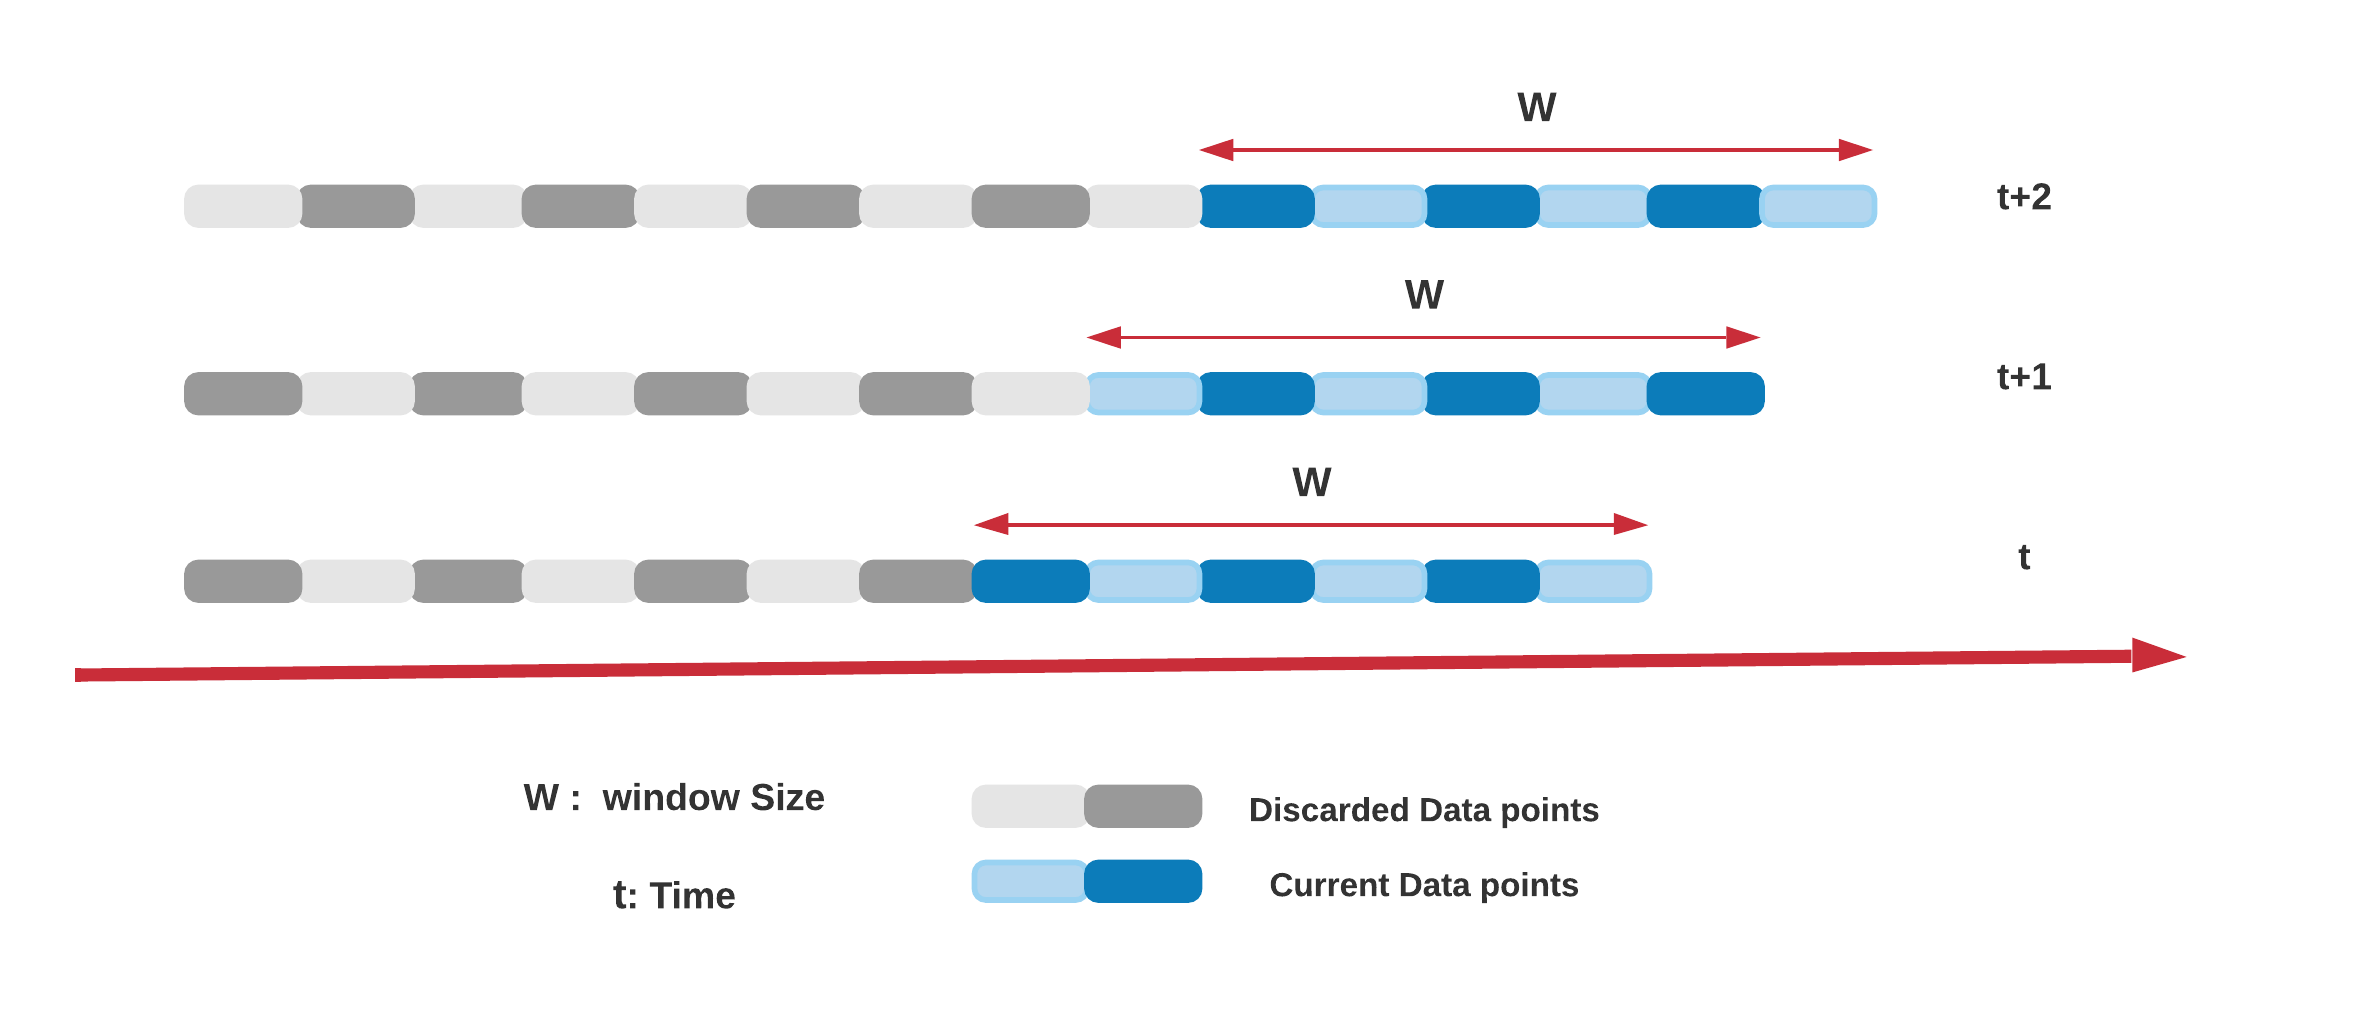 W
t+2
W
t+1
W
t
W :  window Size
Discarded Data points
Current Data points
t: Time